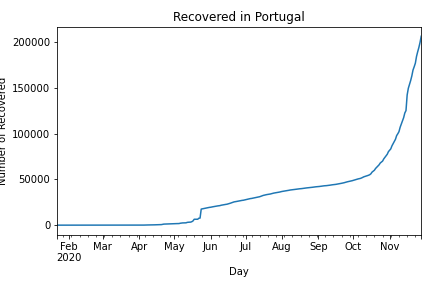 Recovered in Portugal
Number of Recovered
200000
150000
100000
50000
0
Feb Mar Apr May Jun Jul Aug Sep Oct Nov
2020
Day